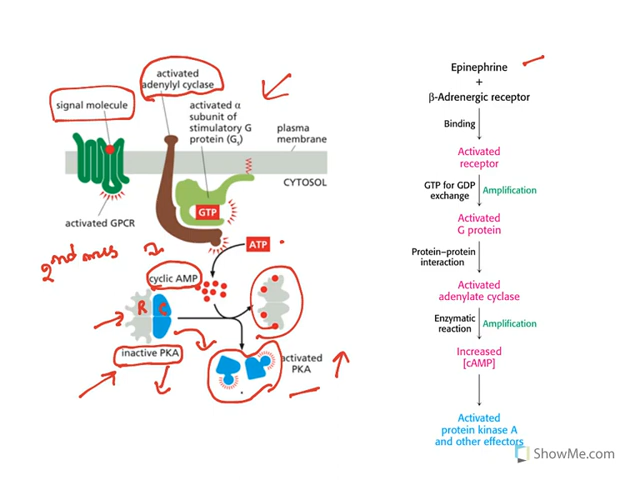 activated
adenylyl cyclase
signal molecule
activated α
subunit of
stimulatory G
protein (Gs)
plasma
membrane
CYTOSOL
GTP
activated GPCR
ATP
2nd mes
cyclic AMP
R C
inactive PKA
activated
PKA
Epinephrine
+
β-Adrenergic receptor
Binding
Activated
receptor
GTP for GDP
exchange
Amplification
Activated
G protein
Protein–protein
interaction
Activated
adenylate cyclase
Enzymatic
reaction
Amplification
Increased
[cAMP]
Activated
protein kinase A
and other effectors
ShowMe.com